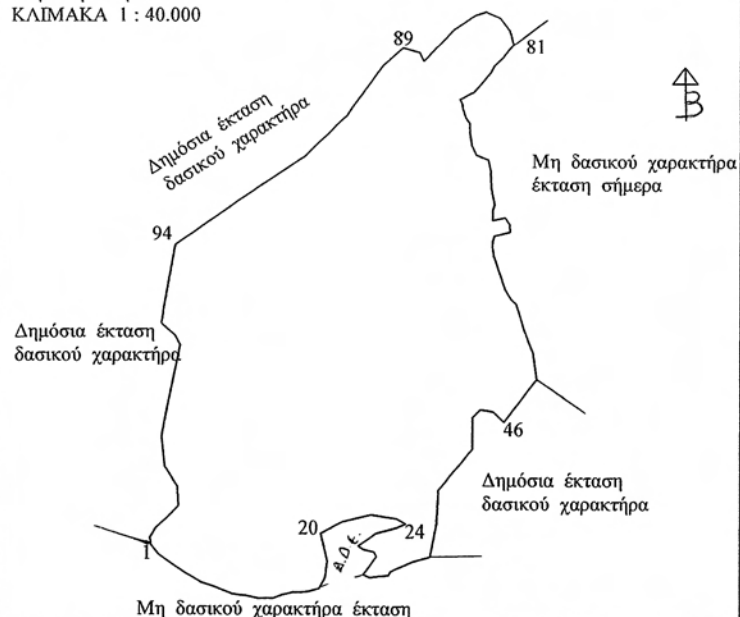 ΚΛΙΜΑΚΑ 1 : 40.000
89
81
Δημόσια έκταση
δασικού χαρακτήρα
Β
Μη δασικού χαρακτήρα
έκταση σήμερα
94
Δημόσια έκταση
δασικού χαρακτήρα
46
Δημόσια έκταση
δασικού χαρακτήρα
20
24
1
Μη δασικού χαρακτήρα έκταση